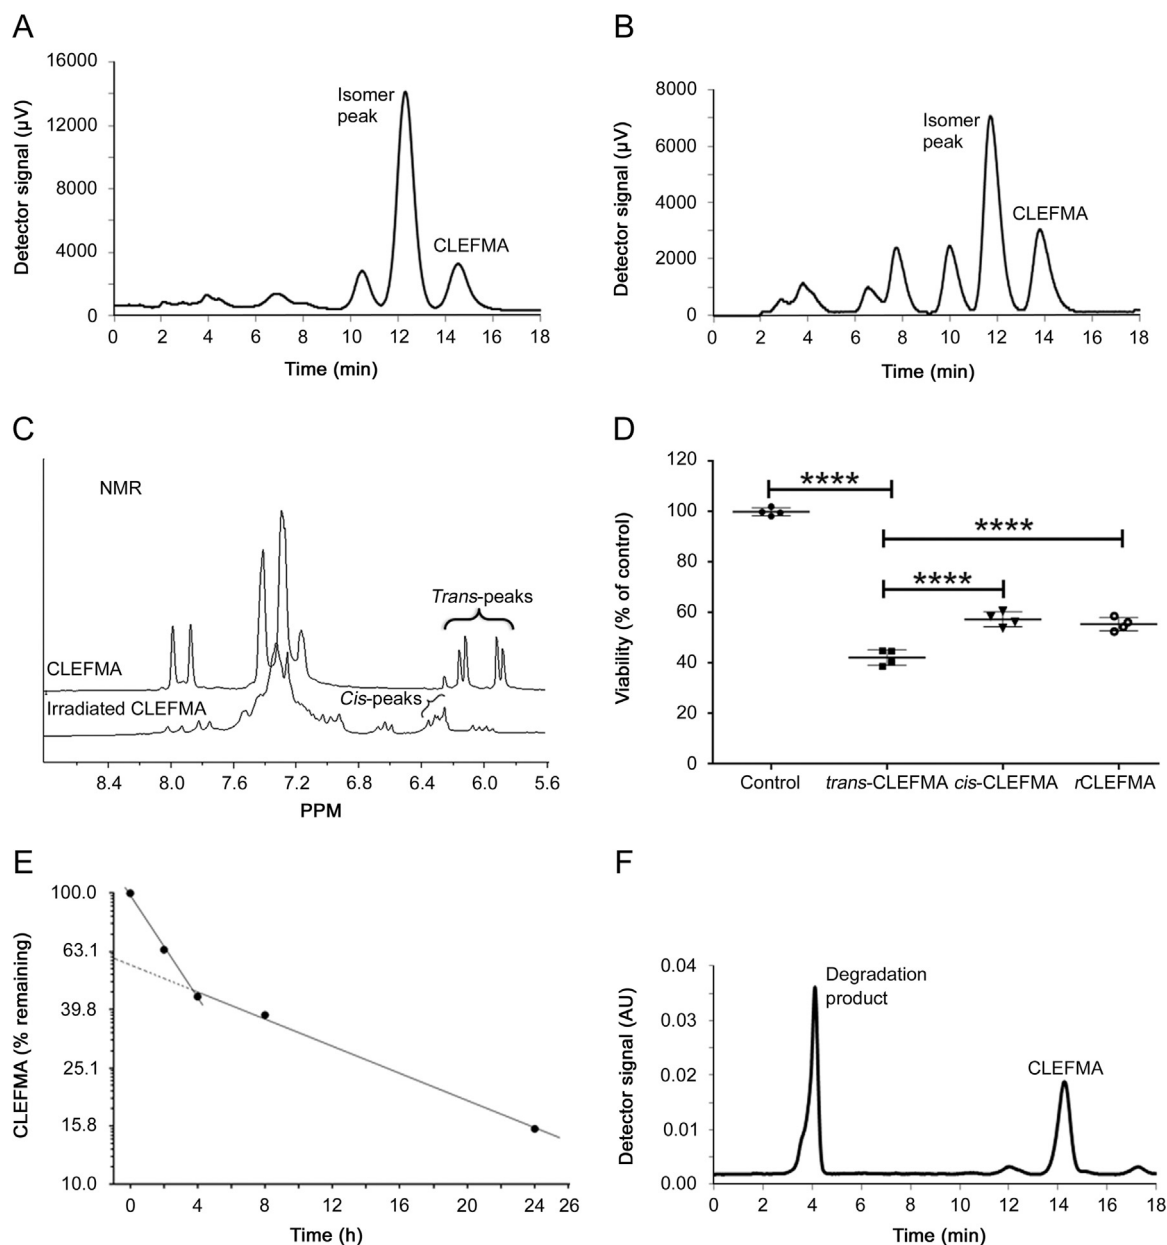 A
16000
12000
8000
4000
0
Detector signal (µV)
Isomer
peak
CLEFMA
0 2 4 6 8 10 12 14 16 18
Time (min)
B
8000
6000
4000
2000
0
Detector signal (µV)
Isomer
peak
CLEFMA
0 2 4 6 8 10 12 14 16 18
Time (min)
C
NMR
Trans-peaks
CLEFMA
Cis-peaks
Irradiated CLEFMA
8.4 8.0 7.6 7.2 6.8 6.4 6.0 5.6
PPM
D
120
100
80
60
40
20
0
Viability (% of control)
****
****
****
Control trans-CLEFMA cis-CLEFMA rCLEFMA
E
100.0
63.1
39.8
25.1
15.8
10.0
CLEFMA (% remaining)
0 4 8 12 16 20 24 26
Time (h)
F
0.04
0.03
0.02
0.01
0.00
Detector signal (AU)
Degradation
product
CLEFMA
0 2 4 6 8 10 12 14 16 18
Time (min)